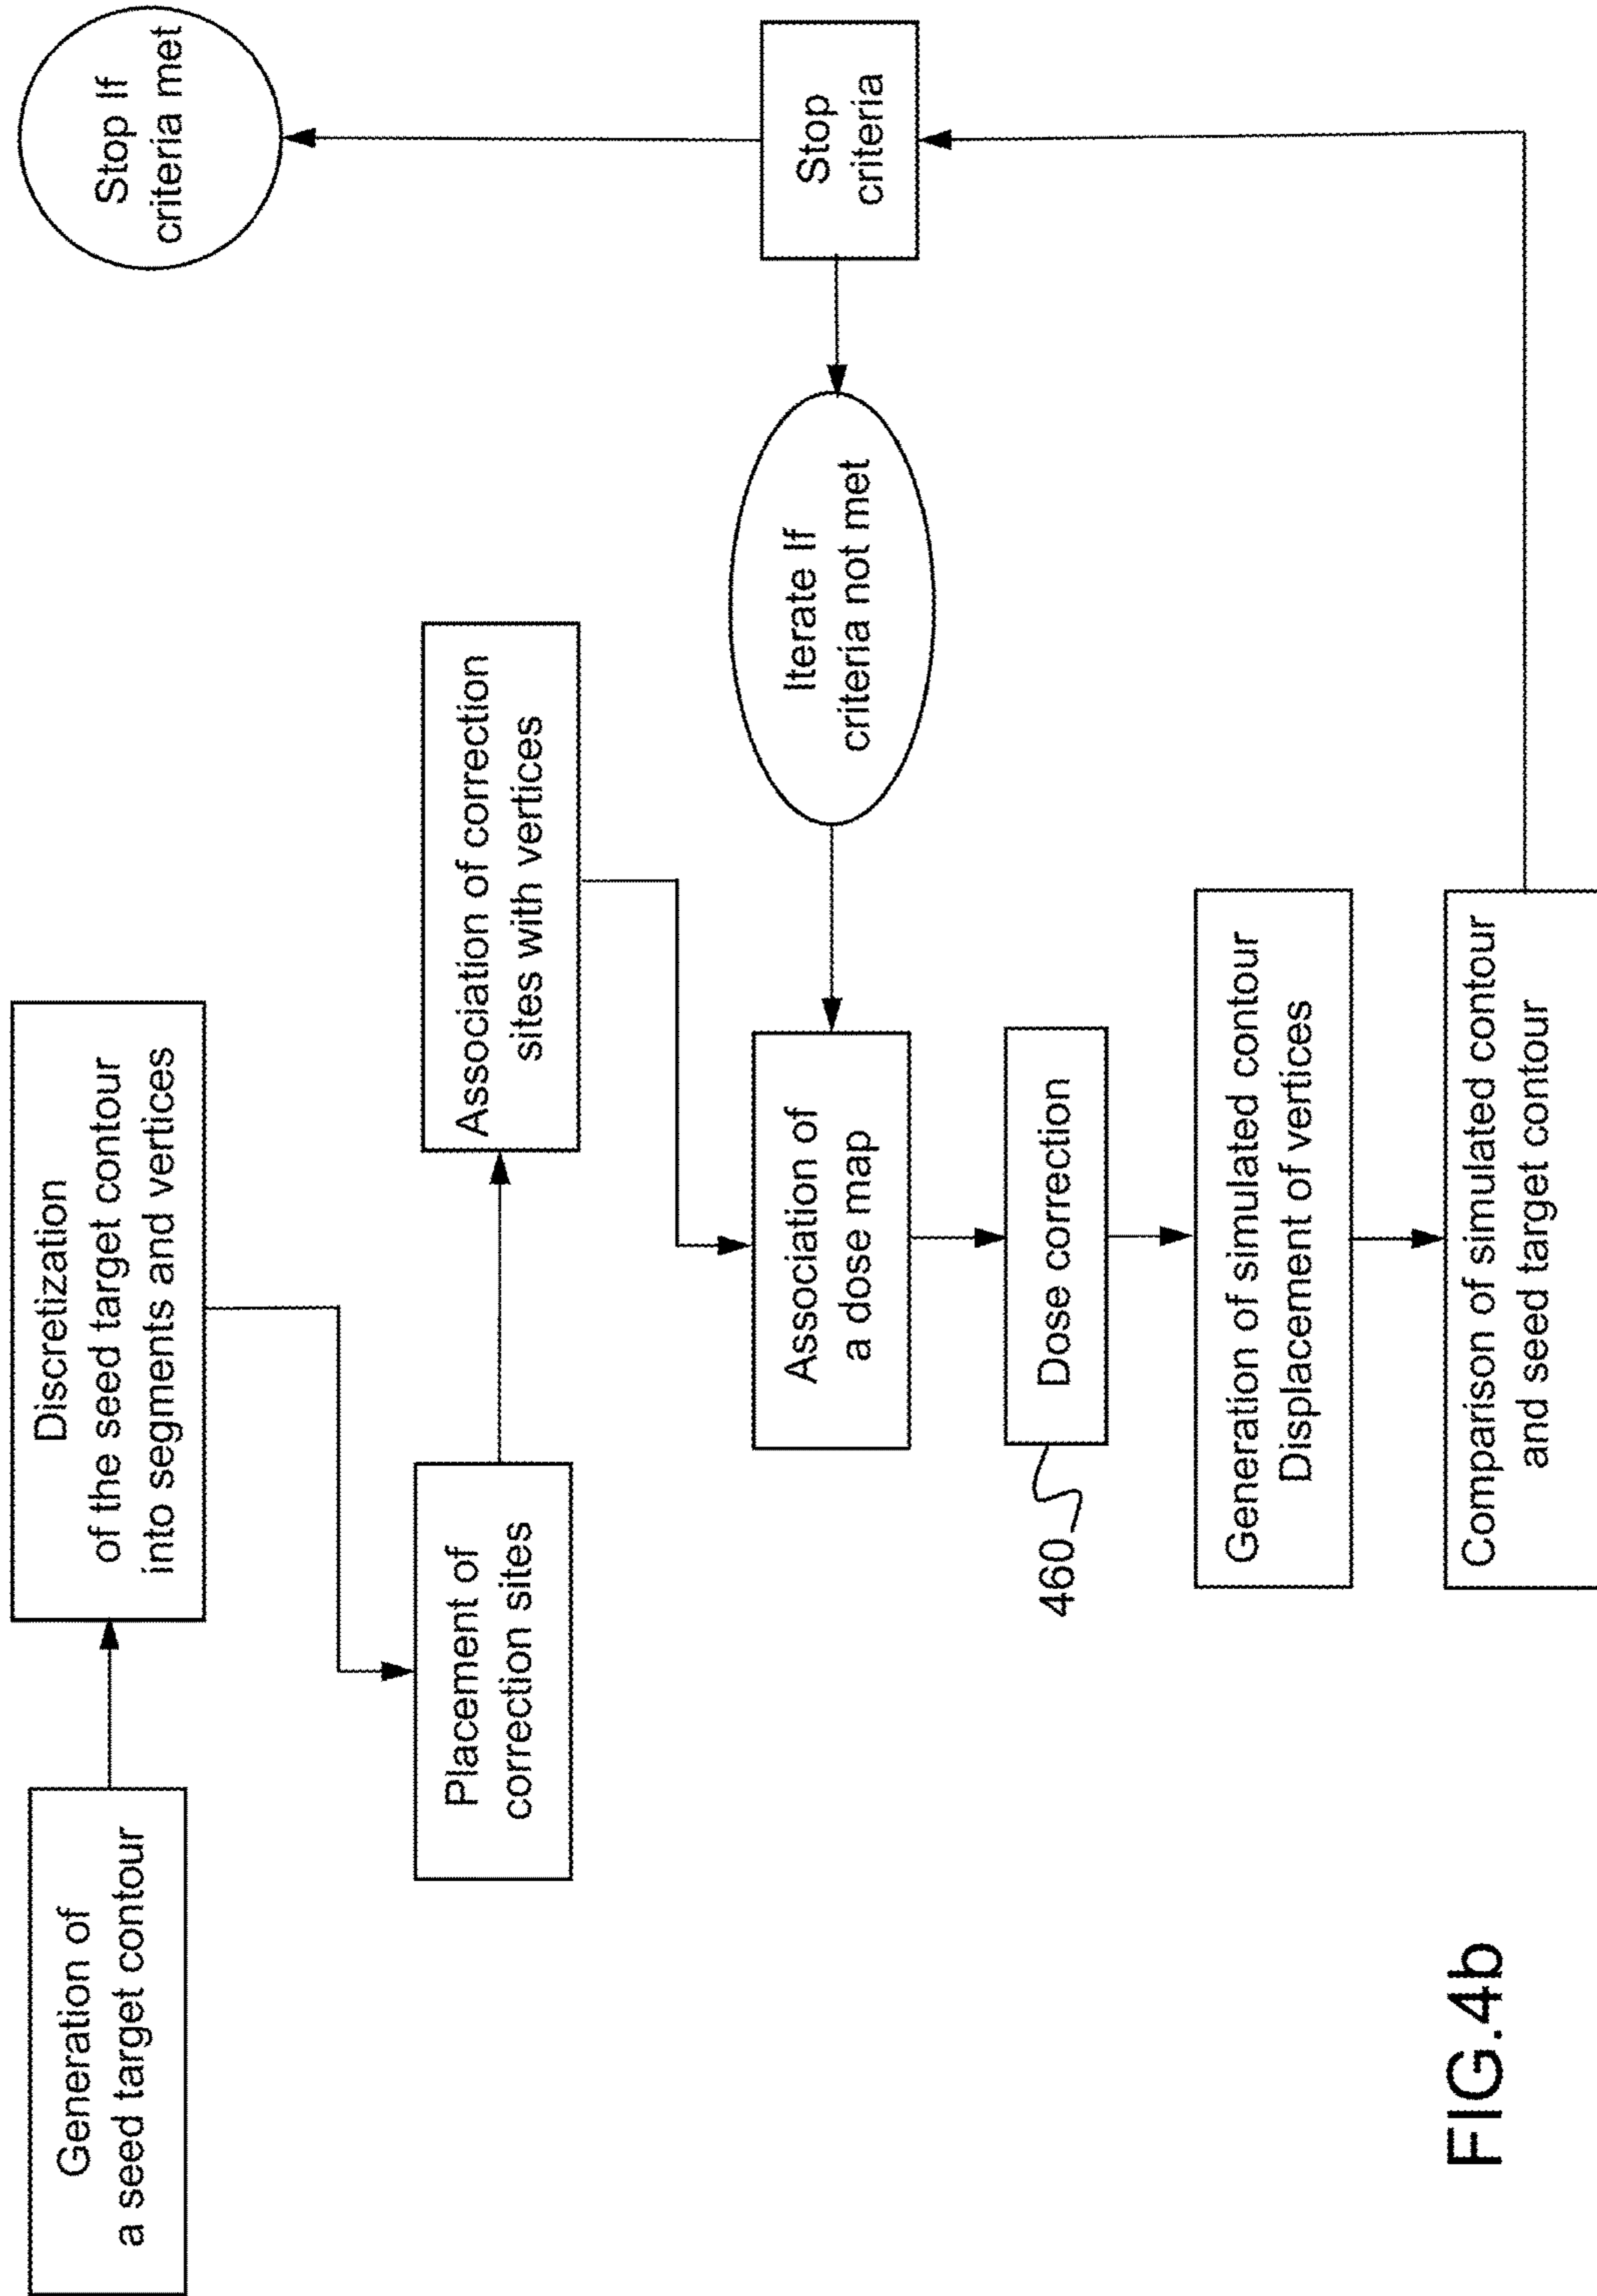 Generation of
a seed target contour
Discretization
of the seed target contour
into segments and vertices
Placement of
correction sites
Association of correction
sites with vertices
Association of
a dose map
Iterate If
criteria not met
Stop
criteria
Stop If
criteria met
Dose correction
460
Generation of simulated contour
Displacement of vertices
Comparison of simulated contour
and seed target contour
FIG.4b